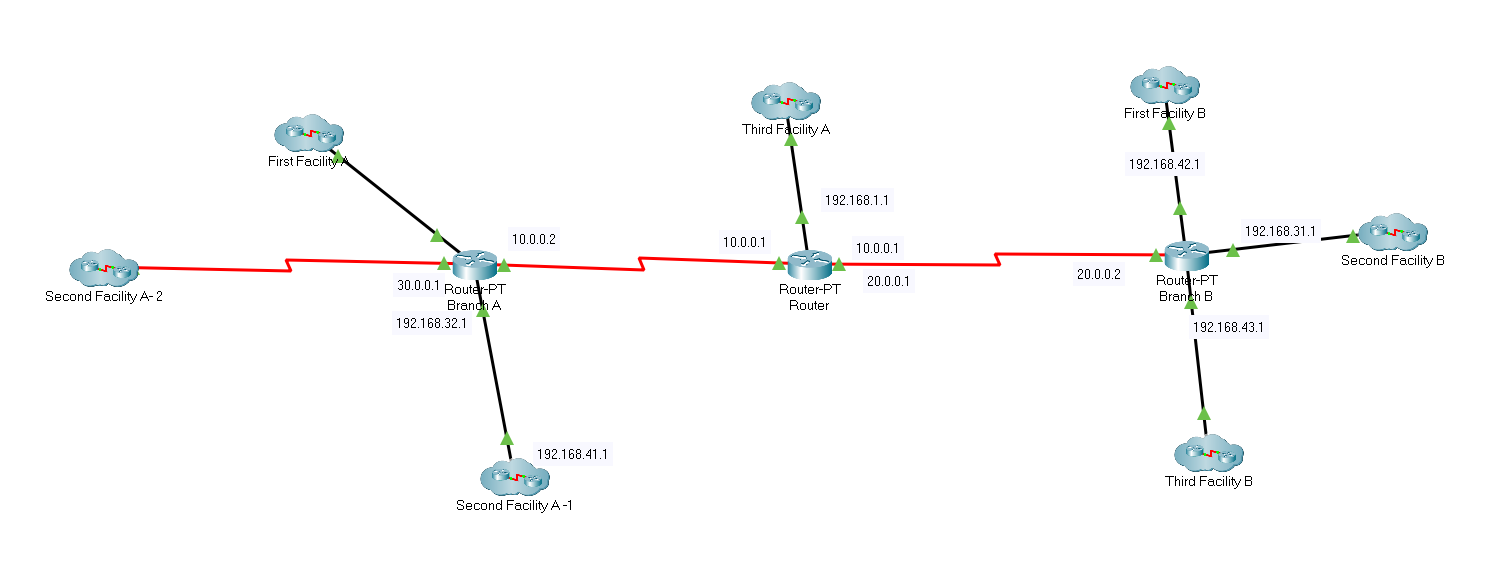 First Facility A
Second Facility A-2
30.0.0.1
10.0.0.2
Router-PT
Branch A
192.168.32.1
192.168.41.1
Second Facility A-1
Third Facility A
192.168.1.1
10.0.0.1
10.0.0.1
20.0.0.1
Router-PT
Router
First Facility B
192.168.42.1
192.168.31.1
Second Facility B
20.0.0.2
Router-PT
Branch B
192.168.43.1
Third Facility B